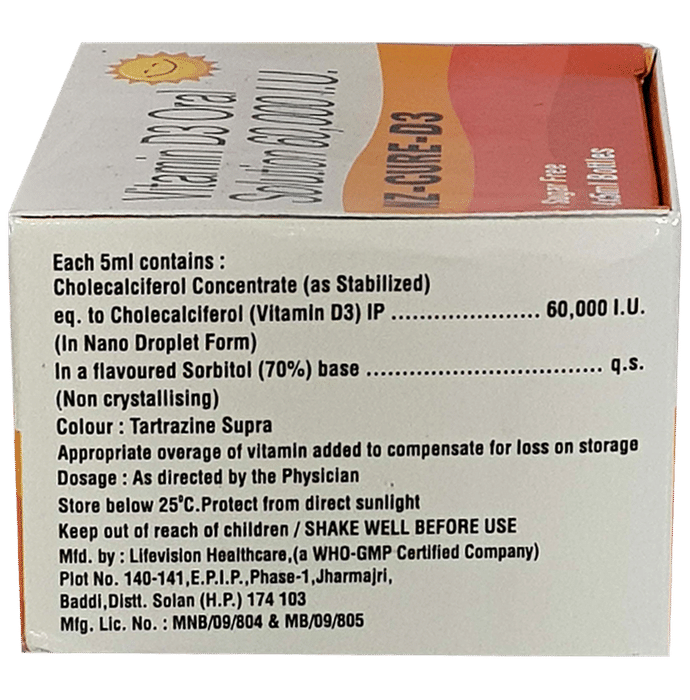 Vitamin D3 Oral
Solution 60,000 I.U.
KZ-CURE-D3
Sugar Free
4x5ml Bottles
Each 5ml contains :
Cholecalciferol Concentrate (as Stabilized)
eq. to Cholecalciferol (Vitamin D3) IP ..................... 60,000 I.U.
(In Nano Droplet Form)
In a flavoured Sorbitol (70%) base .................................. q.s.
(Non crystallising)
Colour : Tartrazine Supra
Appropriate overage of vitamin added to compensate for loss on storage
Dosage : As directed by the Physician
Store below 25°C.Protect from direct sunlight
Keep out of reach of children / SHAKE WELL BEFORE USE
Mfd. by : Lifevision Healthcare,(a WHO-GMP Certified Company)
Plot No. 140-141,E.P.I.P.,Phase-1,Jharmajri,
Baddi,Distt. Solan (H.P.) 174 103
Mfg. Lic. No. : MNB/09/804 & MB/09/805